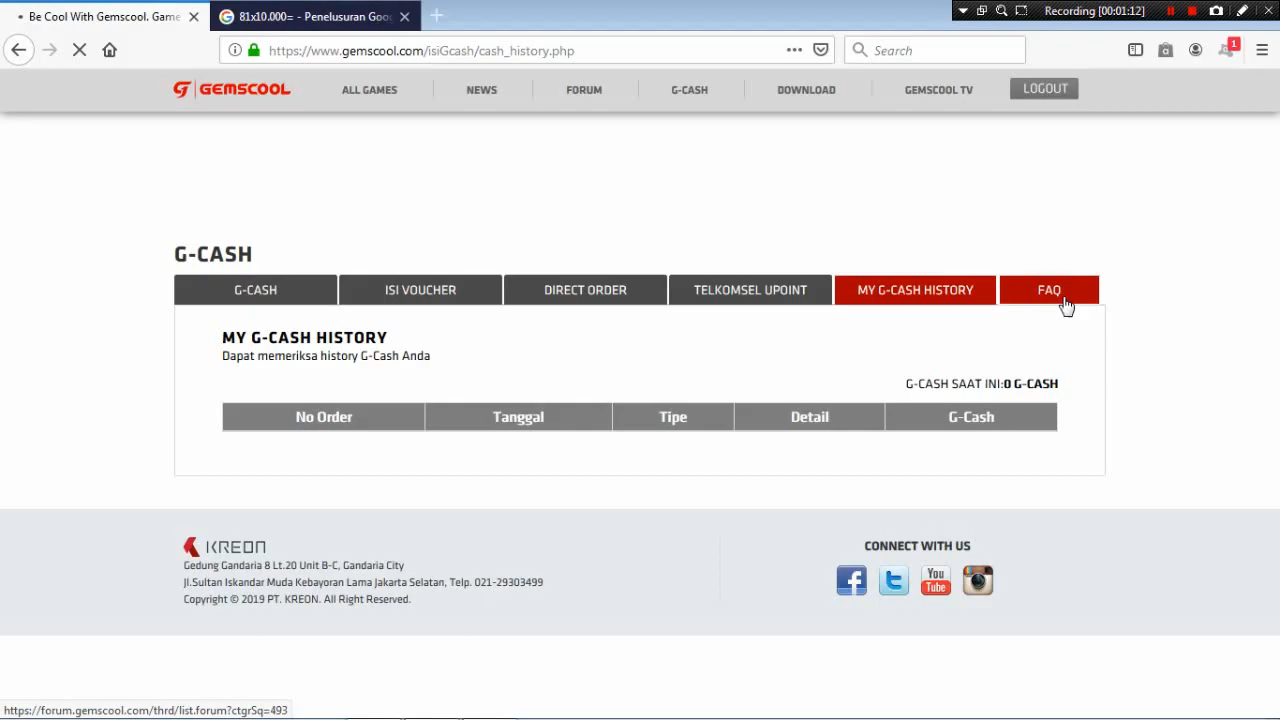 Be Cool With Gemscool. Game
81x10.000= - Penelusuran Goo
Recording [00:01:12]
https://www.gemscool.com/isiGcash/cash_history.php
Search
1
GEMSCOOL
ALL GAMES
NEWS
FORUM
G-CASH
DOWNLOAD
GEMSCOOL TV
LOGOUT
G-CASH
G-CASH
ISI VOUCHER
DIRECT ORDER
TELKOMSEL UPOINT
MY G-CASH HISTORY
FAQ
MY G-CASH HISTORY
Dapat memeriksa history G-Cash Anda
G-CASH SAAT INI:0 G-CASH
No Order
Tanggal
Tipe
Detail
G-Cash
KREON
Gedung Gandaria 8 Lt.20 Unit B-C, Gandaria City
Jl.Sultan Iskandar Muda Kebayoran Lama Jakarta Selatan, Telp. 021-29303499
Copyright © 2019 PT. KREON. All Right Reserved.
CONNECT WITH US
You
Tube
https://forum.gemscool.com/thrd/list.forum?ctgrSq=493